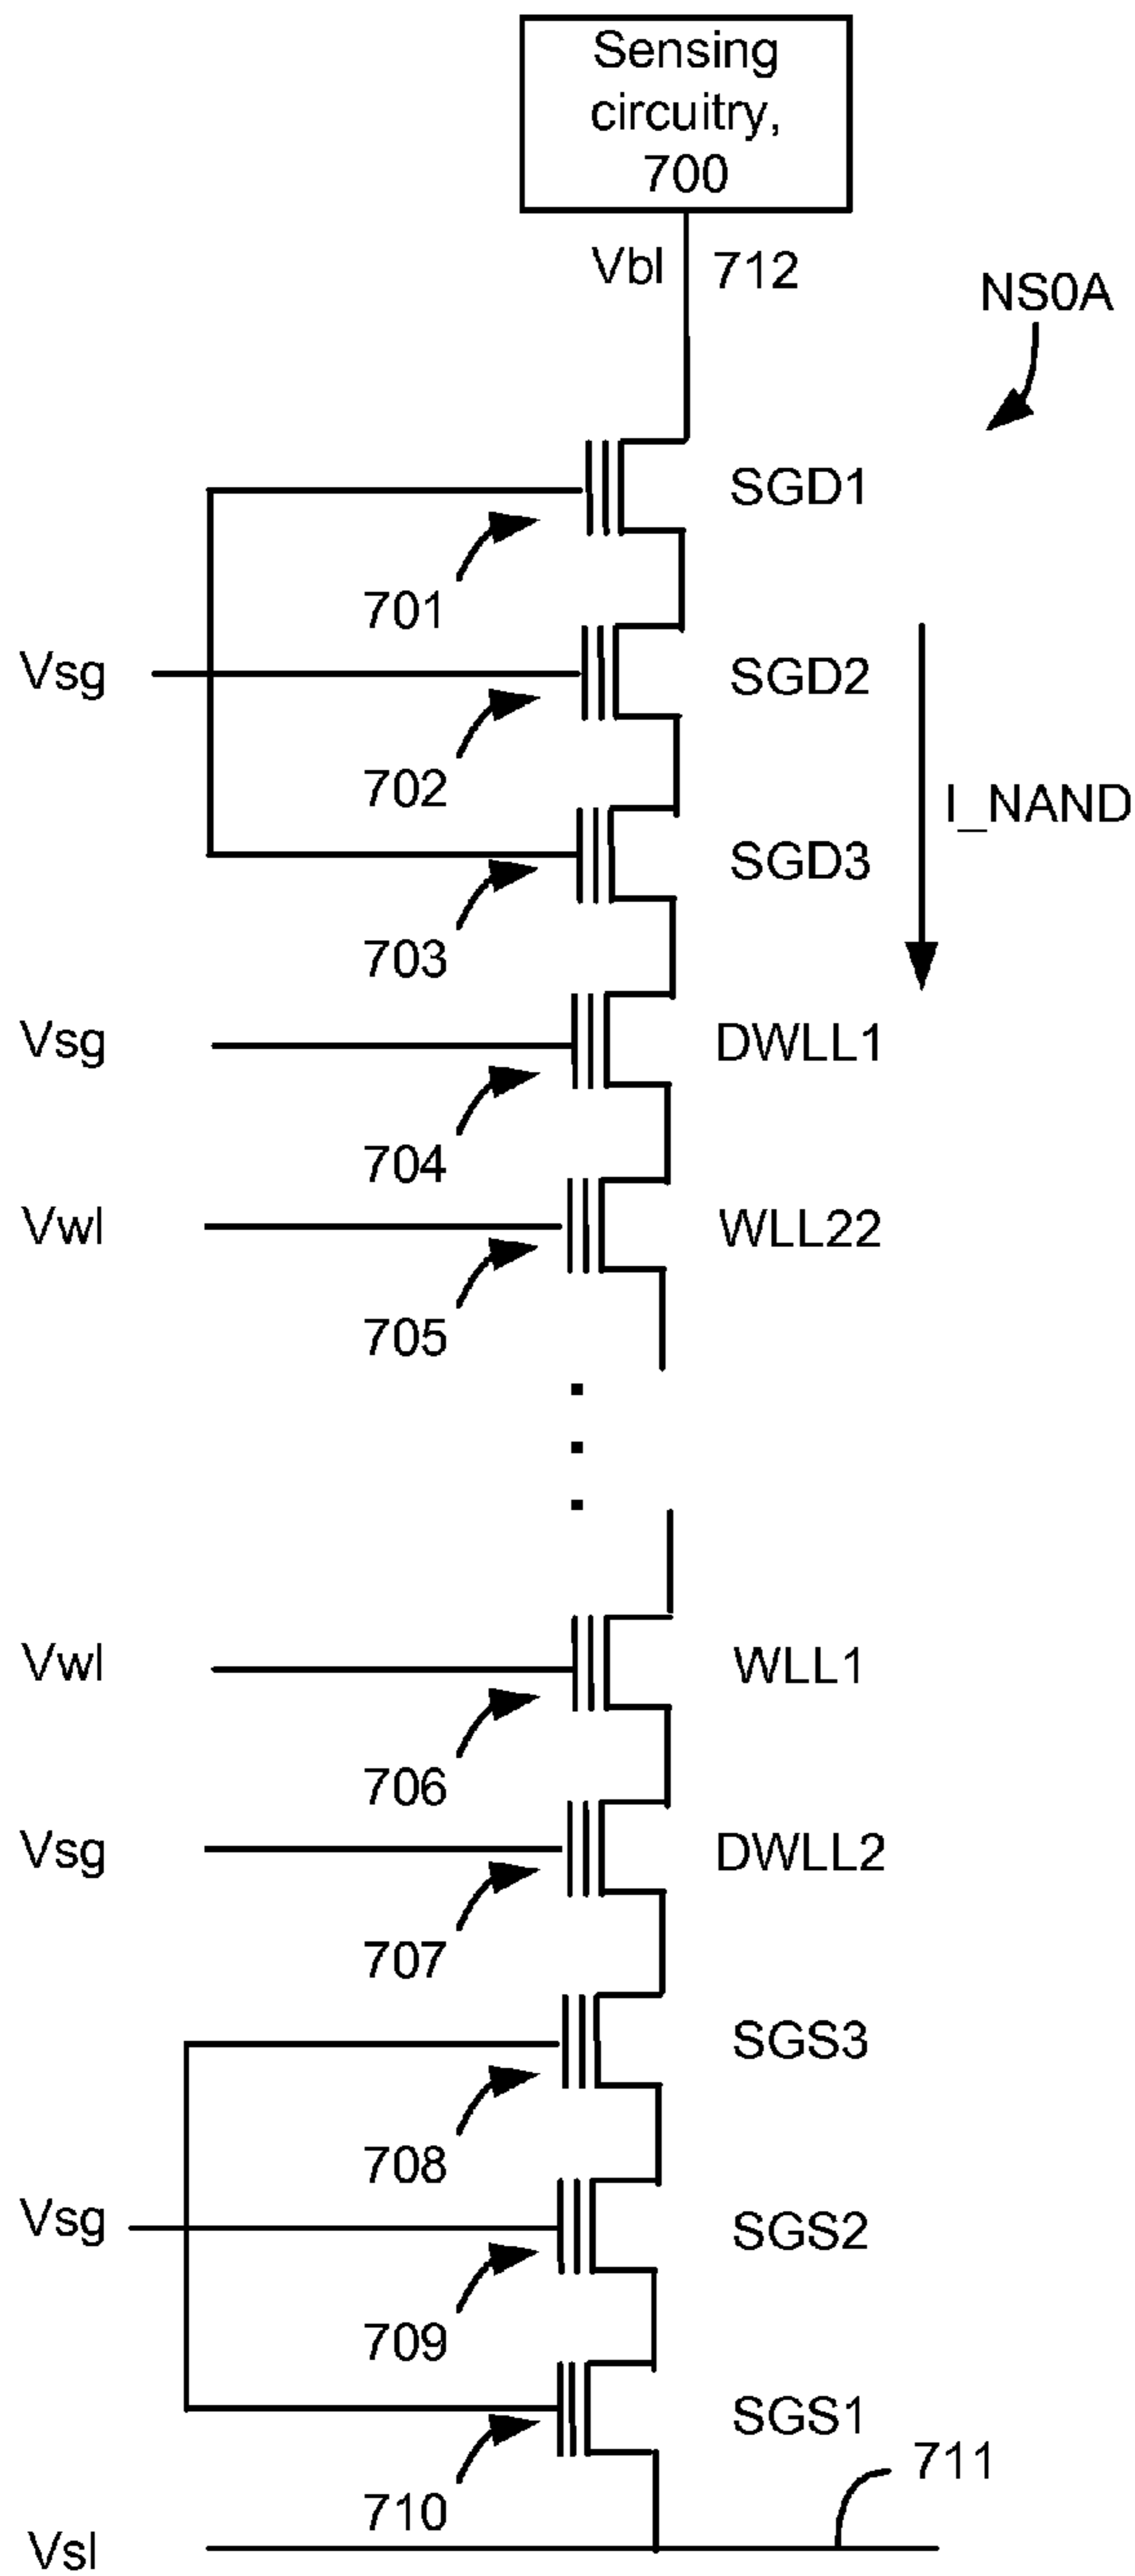 Sensing
circuitry,
700
Vbl 712
NS0A
SGD1
701
Vsg
SGD2
702
I_NAND
SGD3
703
Vsg
DWLL1
704
Vwl
WLL22
705
Vwl
WLL1
706
Vsg
DWLL2
707
SGS3
708
Vsg
SGS2
709
SGS1
711
710
Vsl